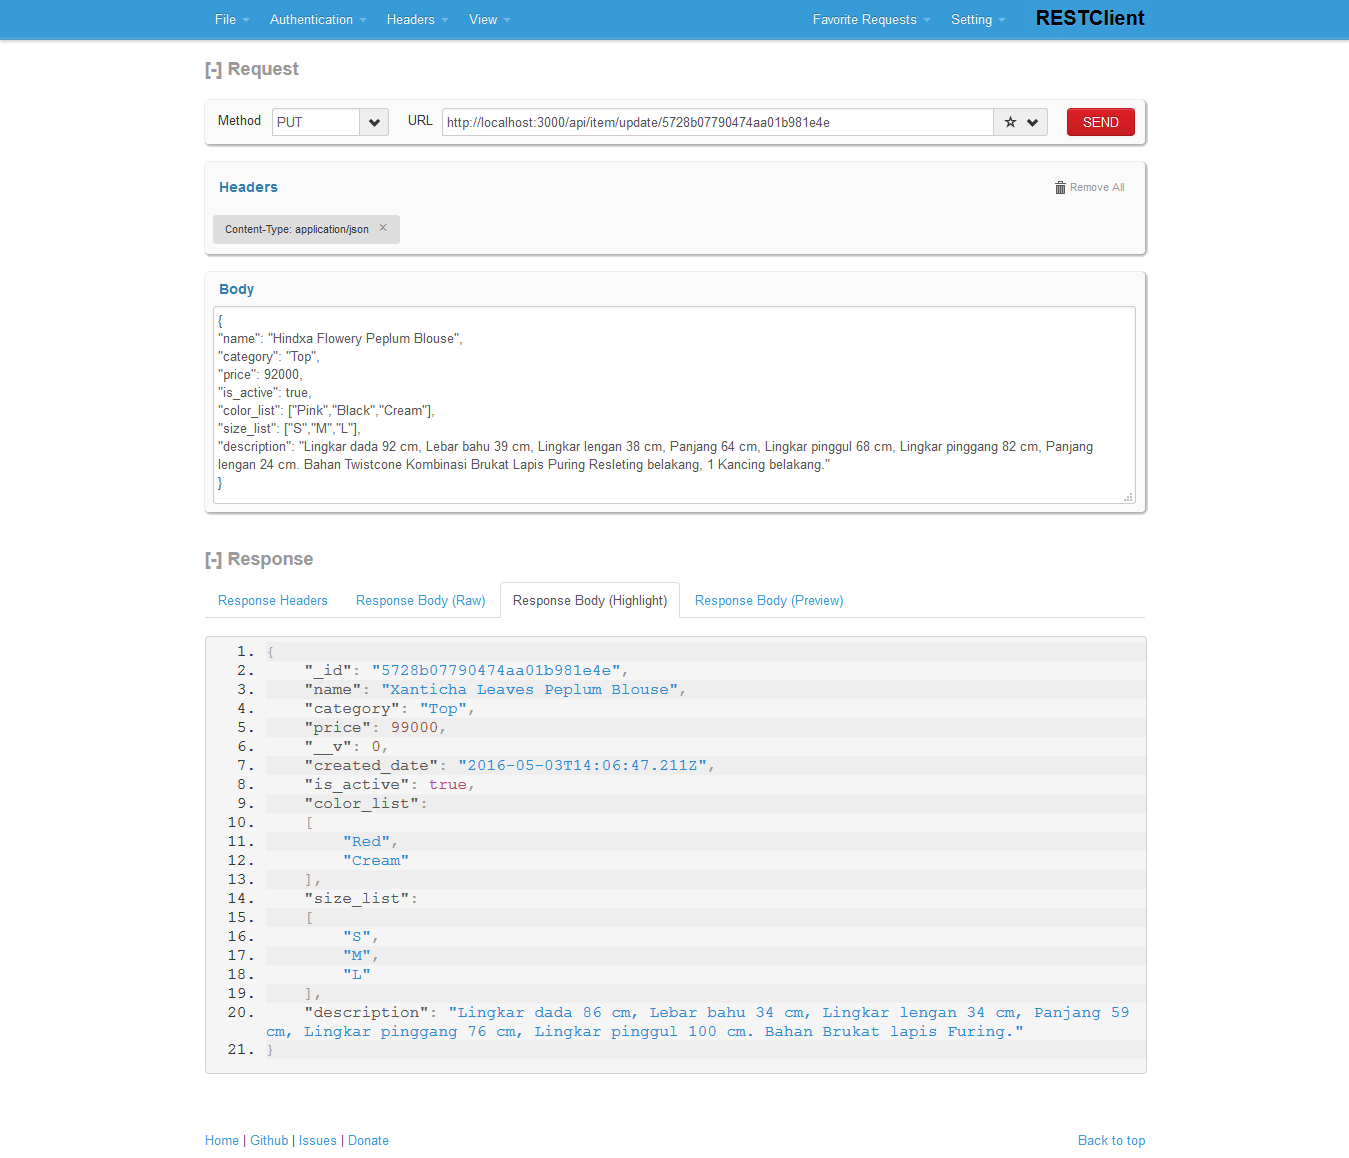 File Authentication Headers View Favorite Requests Setting RESTClient
[-] Request
Method PUT URL http://localhost:3000/api/item/update/5728b07790474aa01b981e4e SEND
Headers Remove All
Content-Type: application/json ×
Body
{
"name": "Hindxa Flowery Peplum Blouse",
"category": "Top",
"price": 92000,
"is_active": true,
"color_list": ["Pink","Black","Cream"],
"size_list": ["S","M","L"],
"description": "Lingkar dada 92 cm, Lebar bahu 39 cm, Lingkar lengan 38 cm, Panjang 64 cm, Lingkar pinggul 68 cm, Lingkar pinggang 82 cm, Panjang
lengan 24 cm. Bahan Twistcone Kombinasi Brukat Lapis Puring Resleting belakang, 1 Kancing belakang."
}
[-] Response
Response Headers Response Body (Raw) Response Body (Highlight) Response Body (Preview)
1. {
2. "_id": "5728b07790474aa01b981e4e",
3. "name": "Xanticha Leaves Peplum Blouse",
4. "category": "Top",
5. "price": 99000,
6. "__v": 0,
7. "created_date": "2016-05-03T14:06:47.211Z",
8. "is_active": true,
9. "color_list":
10. [
11. "Red",
12. "Cream"
13. ],
14. "size_list":
15. [
16. "S",
17. "M",
18. "L"
19. ],
20. "description": "Lingkar dada 86 cm, Lebar bahu 34 cm, Lingkar lengan 34 cm, Panjang 59
cm, Lingkar pinggang 76 cm, Lingkar pinggul 100 cm. Bahan Brukat lapis Furing."
21. }
Home | Github | Issues | Donate Back to top